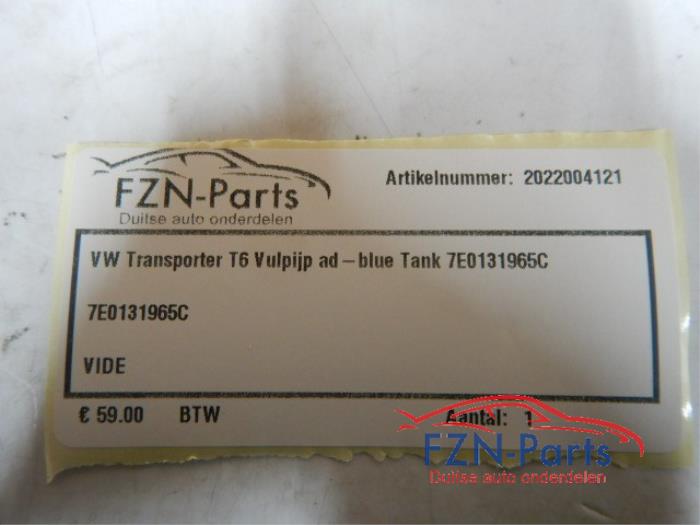 FZN-Parts
Duitse auto onderdelen
Artikelnummer: 2022004121
VW Transporter T6 Vulpijp ad-blue Tank 7E0131965C
7E0131965C
VIDE
€ 59.00 BTW Aantal: 1
FZN-Parts
Duitse auto onderdelen